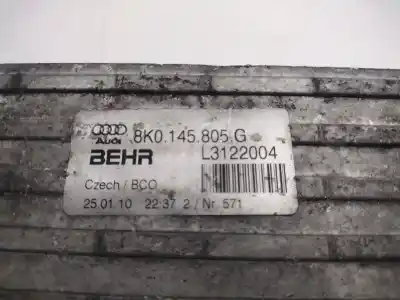 8K0.145.805.G
AUDI
BEHR L3122004
Czech / BCO
25.01.10 22:37 2 / Nr. 571